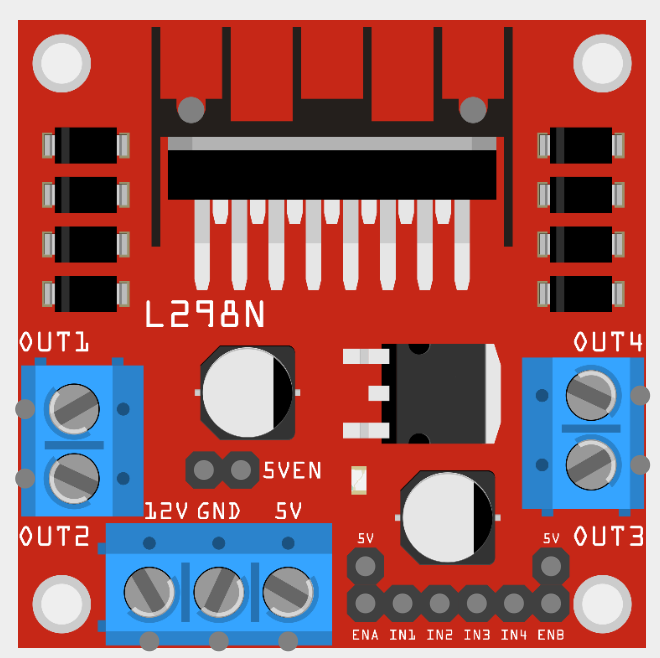 L298N
OUT1
OUT4
5VEN
12V GND 5V
OUT2
5V
5V
OUT3
ENA IN1 IN2 IN3 IN4 ENB